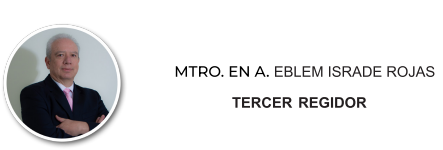 MTRO. EN A. EBLEM ISRADE ROJAS
TERCER REGIDOR